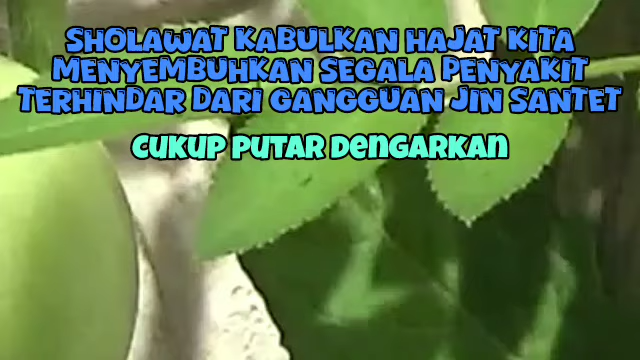 SHOLAWAT KABULKAN HAJAT KITA
MENYEMBUHKAN SEGALA PENYAKIT
TERHINDAR DARI GANGGUAN JIN SANTET
CUKUP PUTAR DENGARKAN